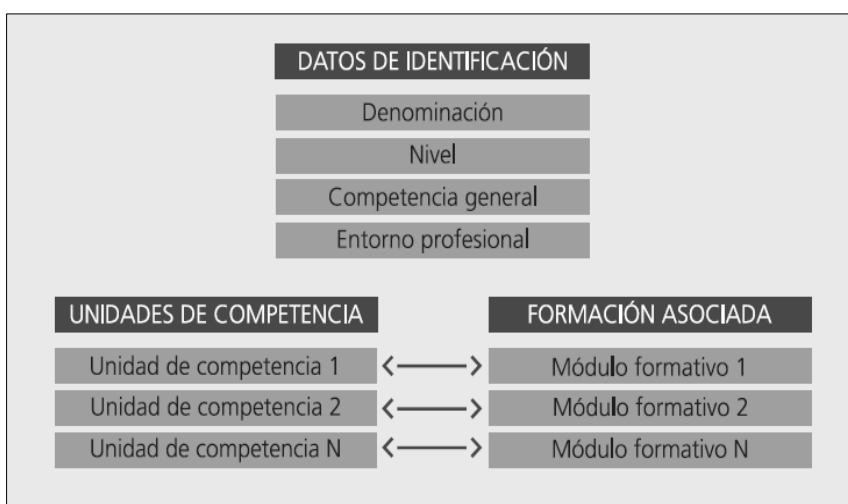 DATOS DE IDENTIFICACIÓN
Denominación
Nivel
Competencia general
Entorno profesional
UNIDADES DE COMPETENCIA
Unidad de competencia 1
Unidad de competencia 2
Unidad de competencia N
FORMACIÓN ASOCIADA
Módulo formativo 1
Módulo formativo 2
Módulo formativo N